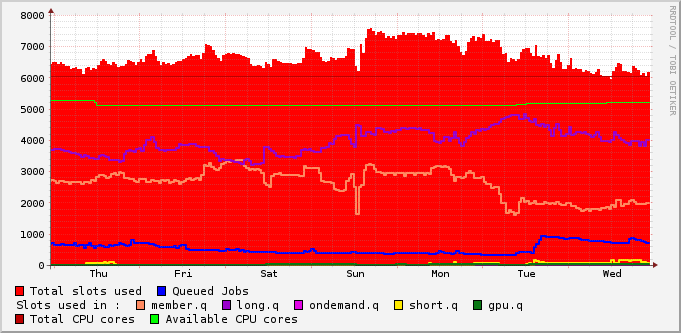 8000
7000
6000
5000
4000
3000
2000
1000
0
Thu Fri Sat Sun Mon Tue Wed
RRDTOOL / TOBI OETIKER
Total slots used Queued Jobs
Slots used in : member.q long.q ondemand.q short.q gpu.q
Total CPU cores Available CPU cores